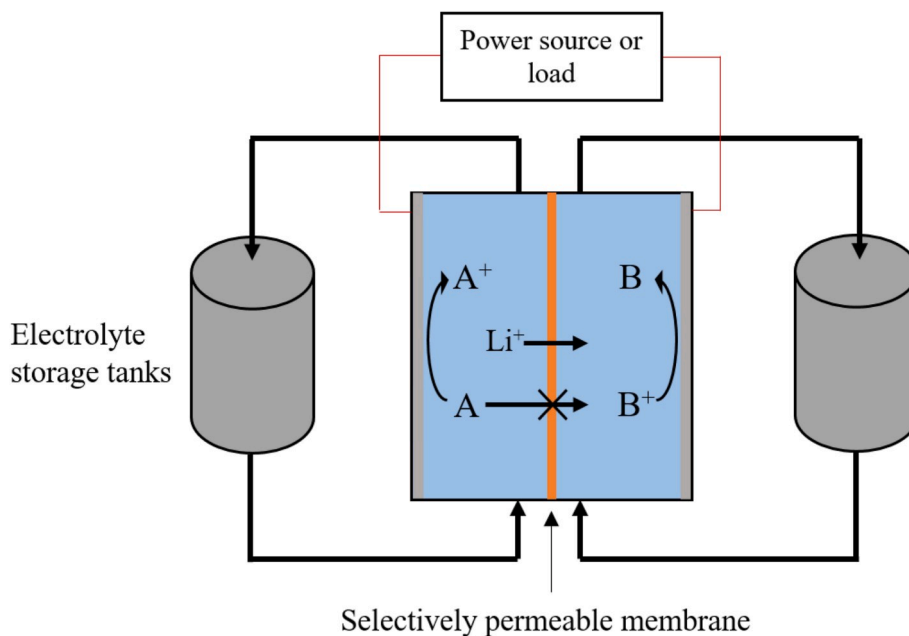 Power source or
load
A⁺
B
Li⁺
A
B⁺
Electrolyte
storage tanks
Selectively permeable membrane